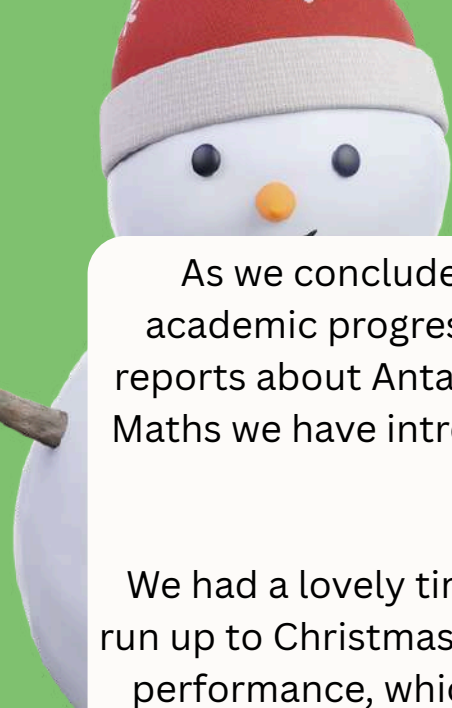 As we conclude
academic progres
reports about Anta
Maths we have intr
We had a lovely ti
run up to Christmas
performance, whic